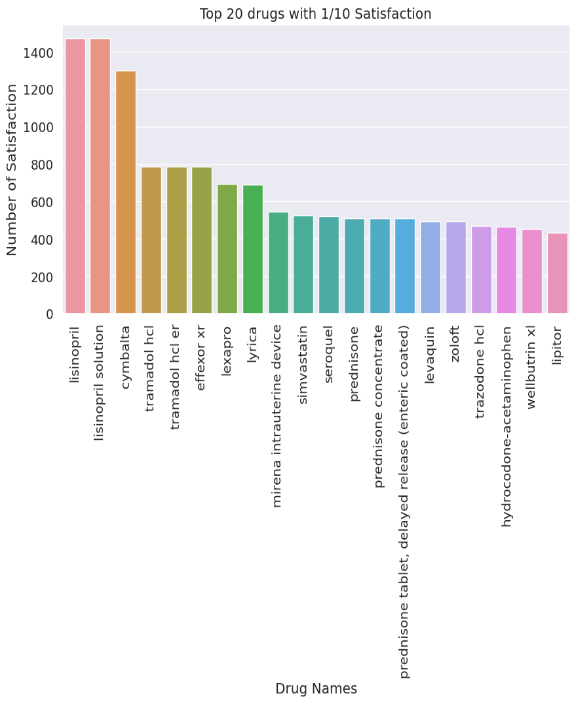 Top 20 drugs with 1/10 Satisfaction
Number of Satisfaction
1400
1200
1000
800
600
400
200
0
lisinopril
lisinopril solution
cymbalta
tramadol hcl
tramadol hcl er
effexor xr
lexapro
lyrica
mirena intrauterine device
simvastatin
seroquel
prednisone
prednisone concentrate
prednisone tablet, delayed release (enteric coated)
levaquin
zoloft
trazodone hcl
hydrocodone-acetaminophen
wellbutrin xl
lipitor
Drug Names